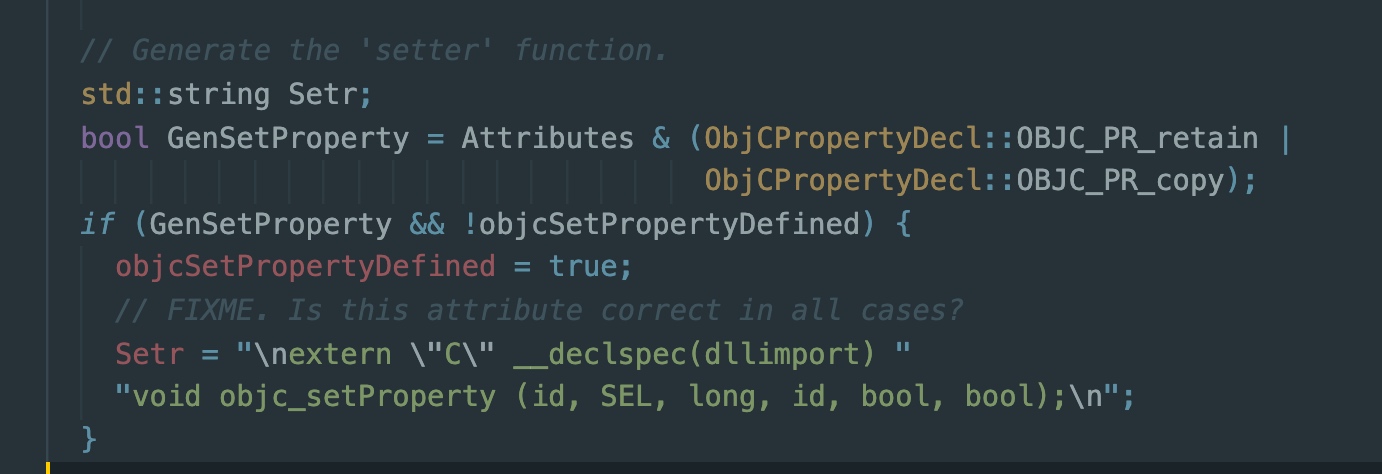 // Generate the 'setter' function.
std::string Setr;
bool GenSetProperty = Attributes & (ObjCPropertyDecl::OBJC_PR_retain |
ObjCPropertyDecl::OBJC_PR_copy);
if (GenSetProperty && !objcSetPropertyDefined) {
objcSetPropertyDefined = true;
// FIXME. Is this attribute correct in all cases?
Setr = "\nextern \"C\" __declspec(dllimport) "
"void objc_setProperty (id, SEL, long, id, bool, bool);\n";
}